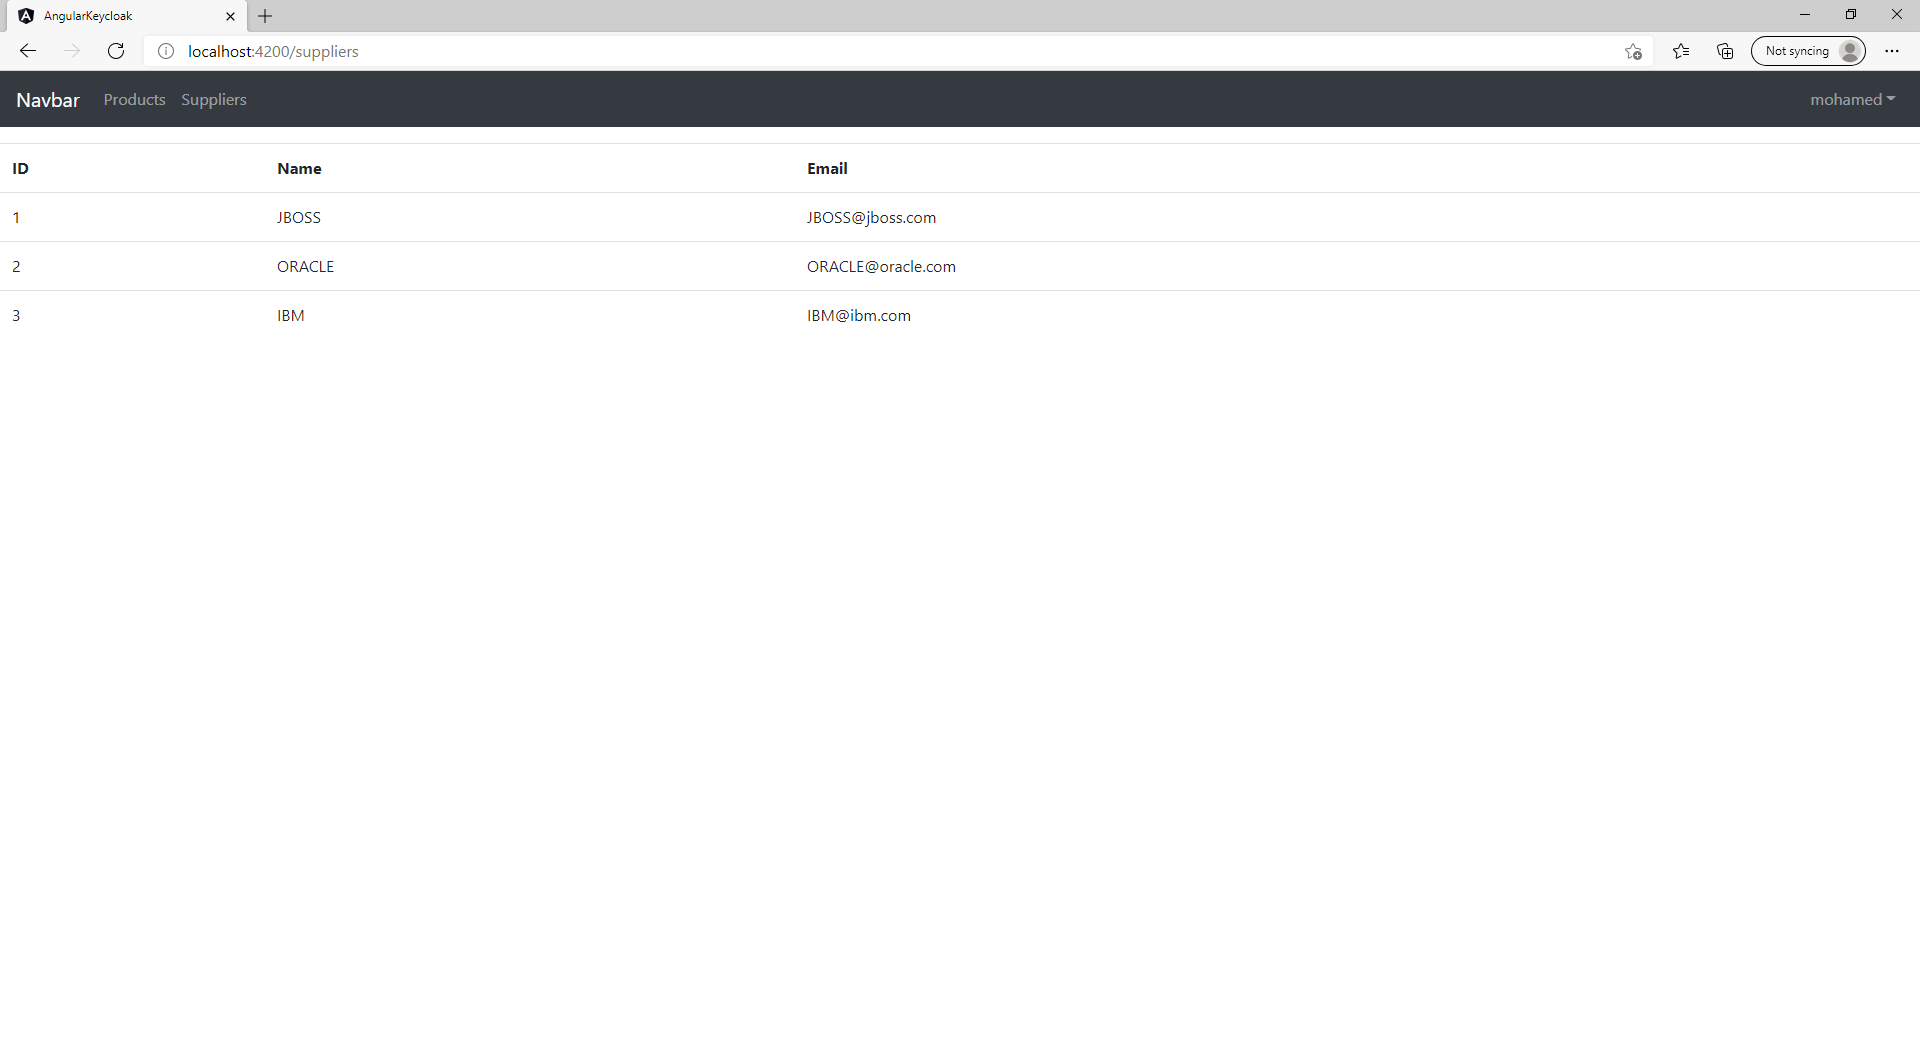 AngularKeycloak
localhost:4200/suppliers
Not syncing
Navbar Products Suppliers mohamed
ID Name Email
1 JBOSS JBOSS@jboss.com
2 ORACLE ORACLE@oracle.com
3 IBM IBM@ibm.com